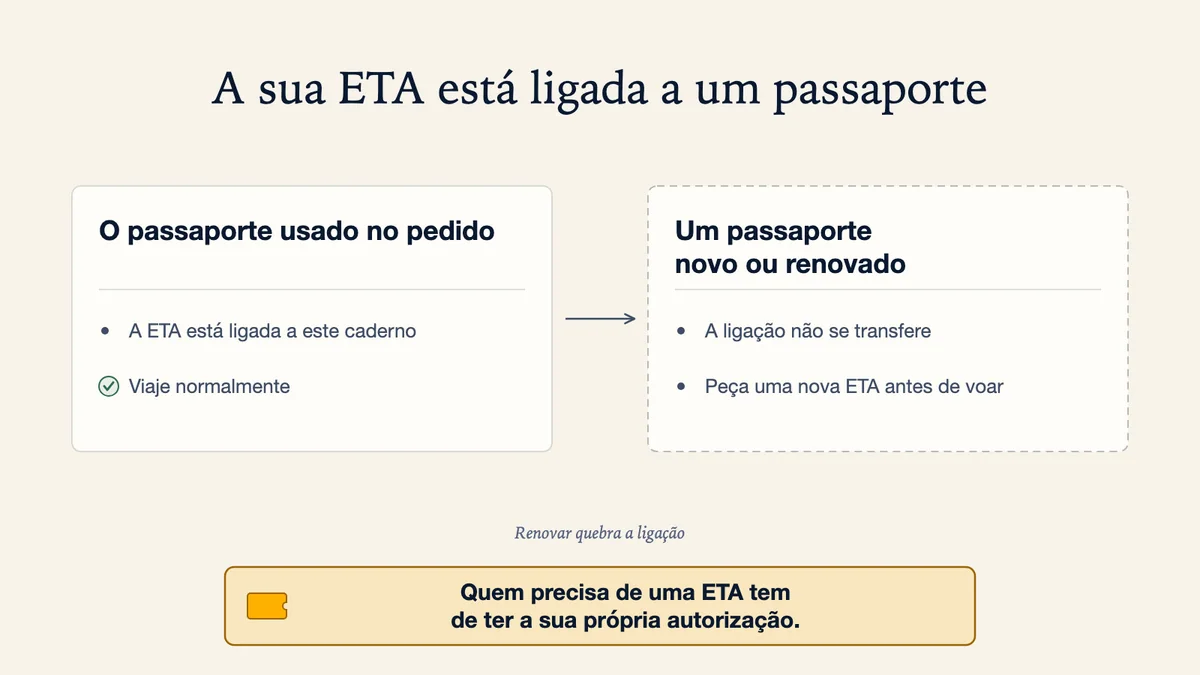 A sua ETA está ligada a um passaporte
O passaporte usado no pedido
• A ETA está ligada a este caderno
Viaje normalmente
Um passaporte
novo ou renovado
• A ligação não se transfere
• Peça uma nova ETA antes de voar
Renovar quebra a ligação
Quem precisa de uma ETA tem
de ter a sua própria autorização.